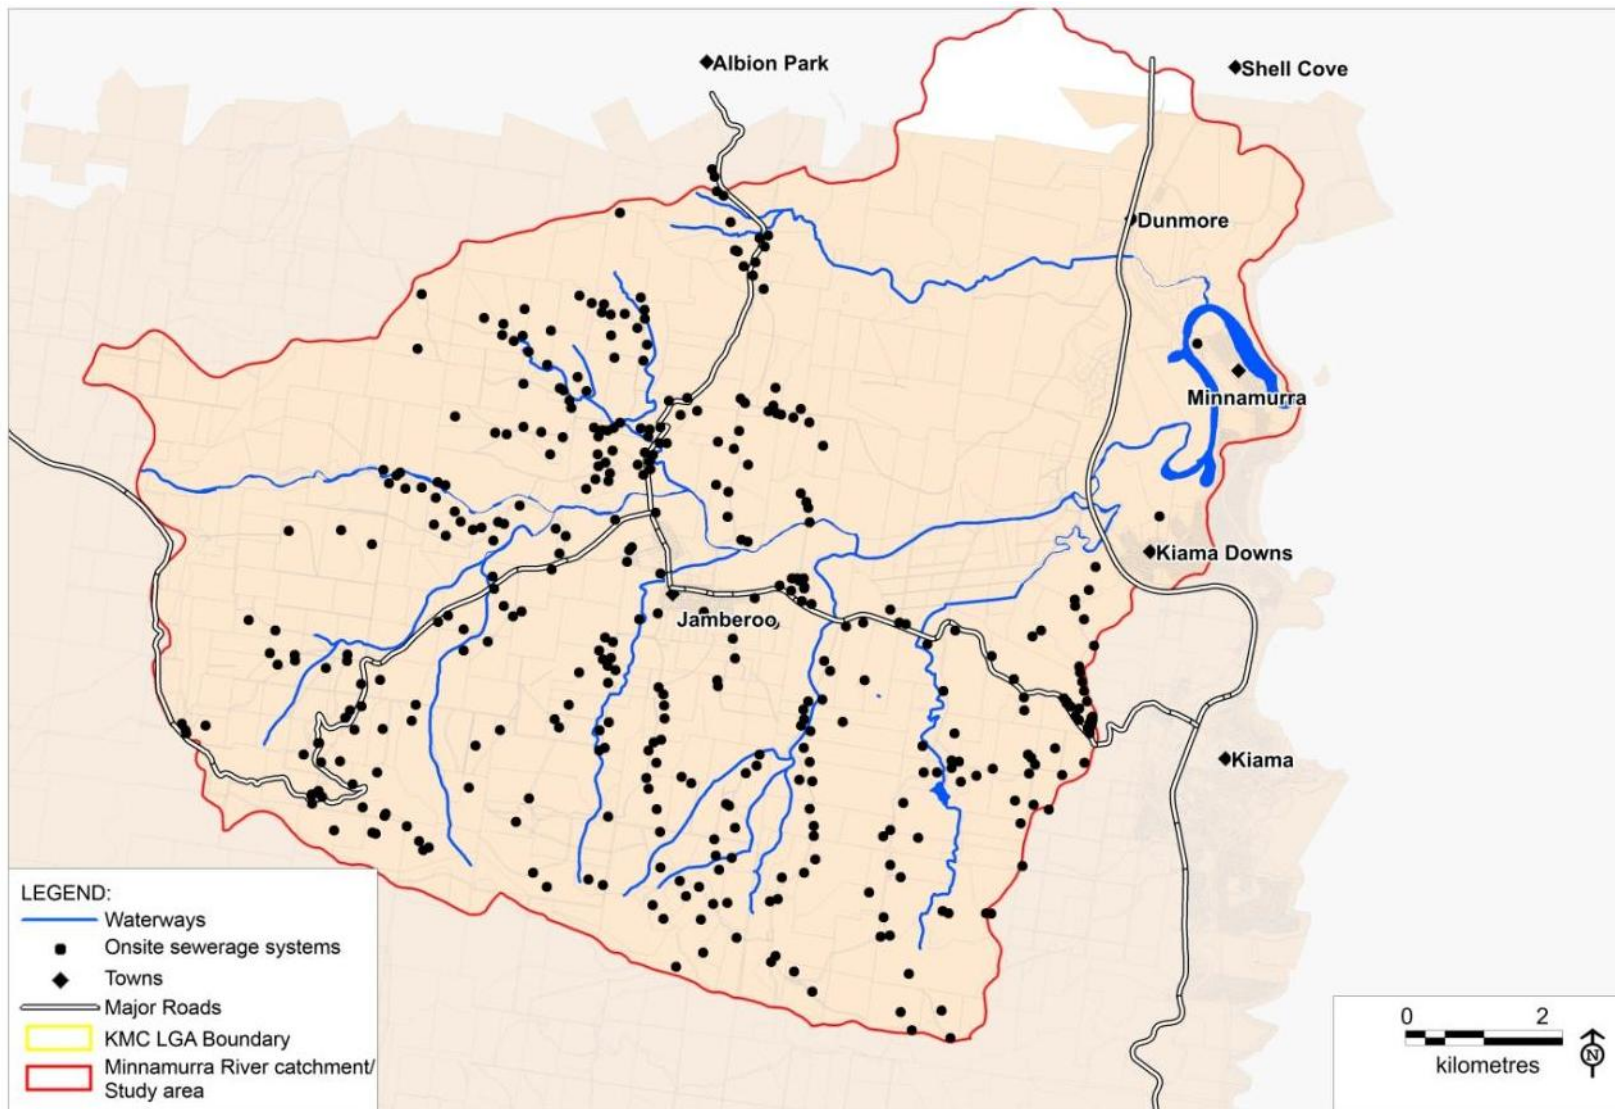 Albion Park
Shell Cove
Dunmore
Minnamurra
Kiama Downs
Jamberoo
Kiama
LEGEND:
Waterways
Onsite sewerage systems
Towns
Major Roads
KMC LGA Boundary
Minnamurra River catchment/
Study area
0 2
kilometres
N